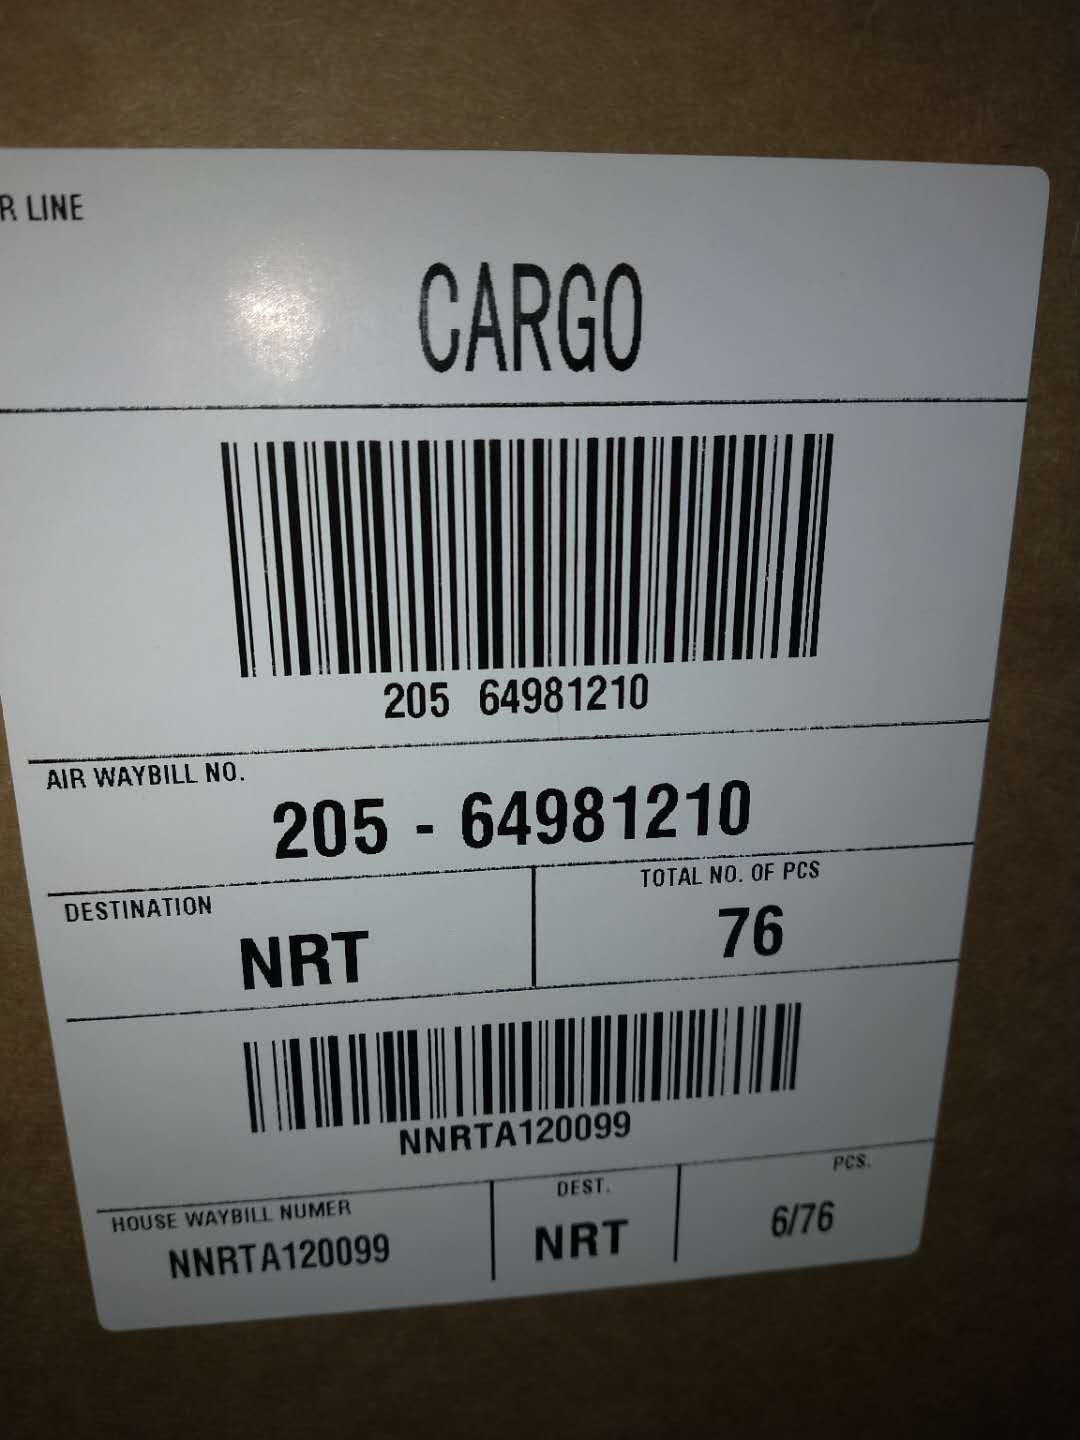 R LINE
CARGO
205 64981210
AIR WAYBILL NO.
205 - 64981210
DESTINATION
NRT
TOTAL NO. OF PCS
76
NNRTA120099
HOUSE WAYBILL NUMER
NNRTA120099
DEST.
NRT
PCS.
6/76